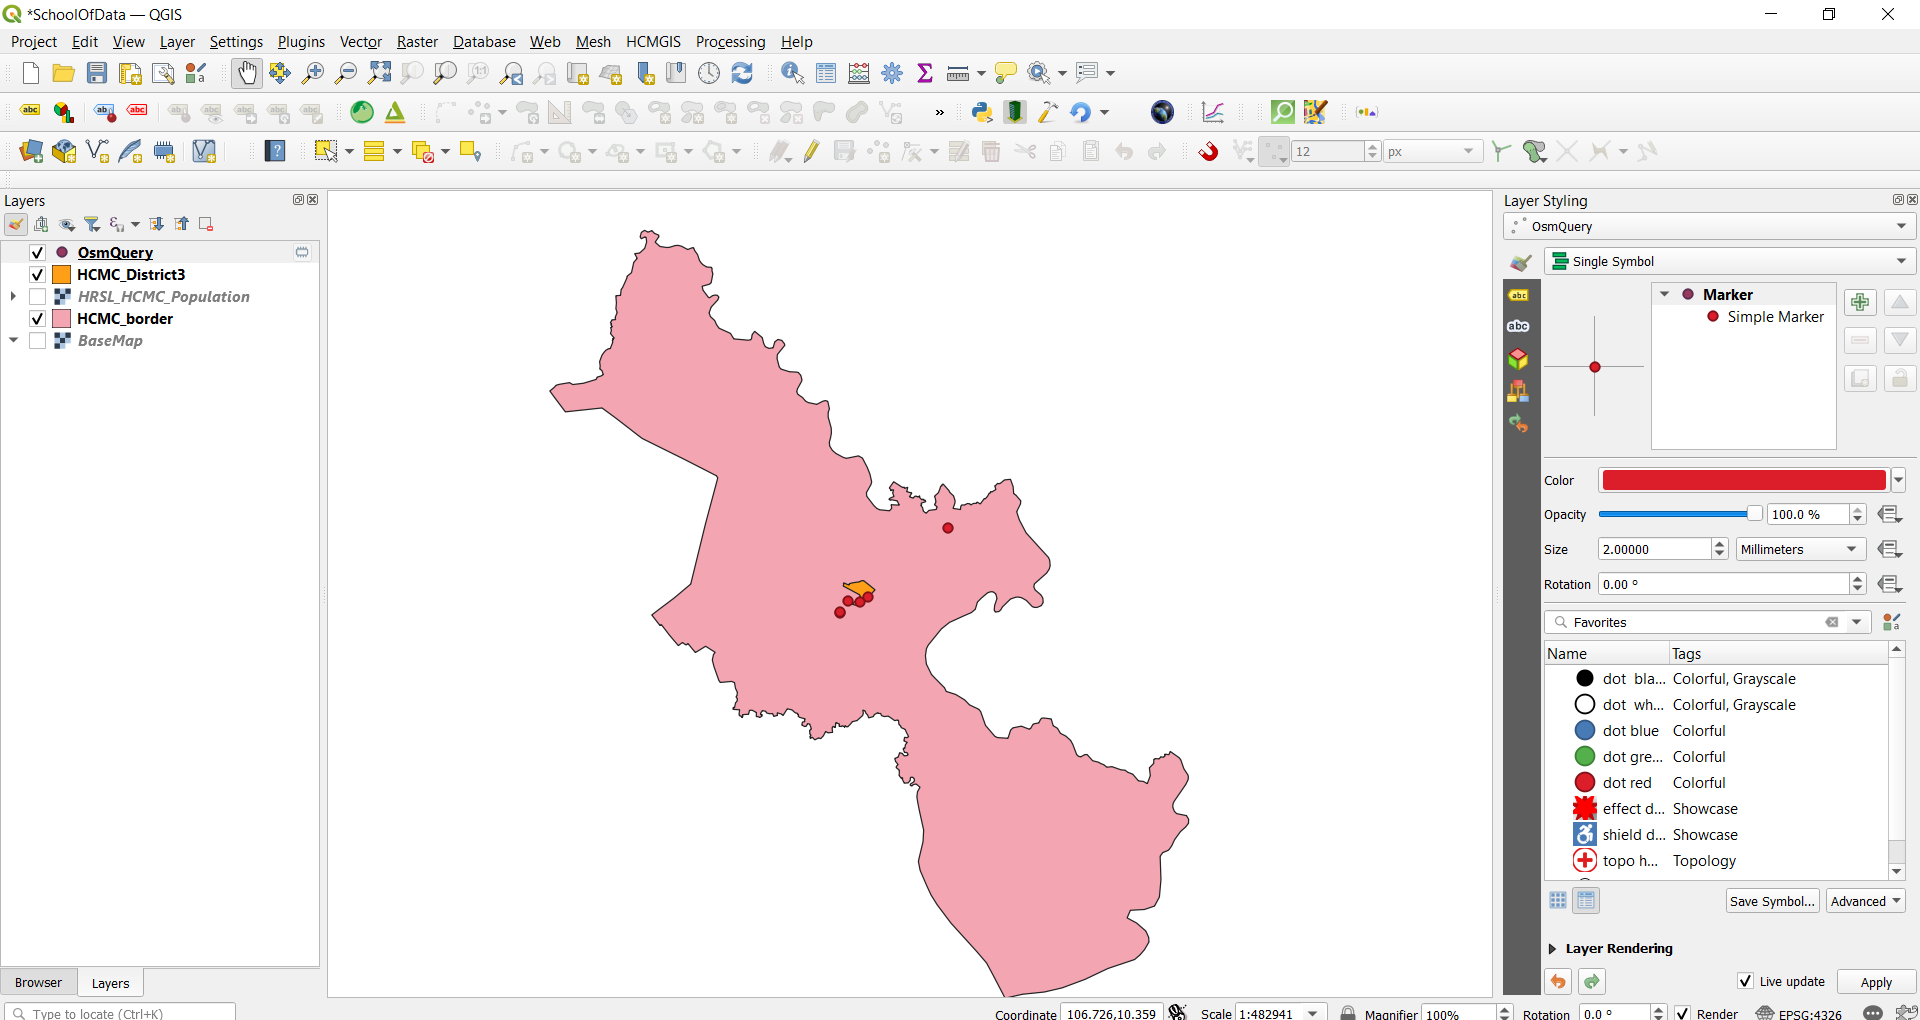 *SchoolOfData — QGIS
Project Edit View Layer Settings Plugins Vector Raster Database Web Mesh HCMGIS Processing Help
12 px
Layers
OsmQuery
HCMC_District3
HRSL_HCMC_Population
HCMC_border
BaseMap
Browser Layers
Type to locate (Ctrl+K)
Layer Styling
OsmQuery
Single Symbol
Marker
Simple Marker
Color
Opacity 100.0 %
Size 2.00000 Millimeters
Rotation 0.00 °
Favorites
Name Tags
dot bla... Colorful, Grayscale
dot wh... Colorful, Grayscale
dot blue Colorful
dot gre... Colorful
dot red Colorful
effect d... Showcase
shield d... Showcase
topo h... Topology
Save Symbol... Advanced
Layer Rendering
Live update Apply
Coordinate 106.726,10.359 Scale 1:482941 Magnifier 100% Rotation 0.0 ° Render EPSG:4326